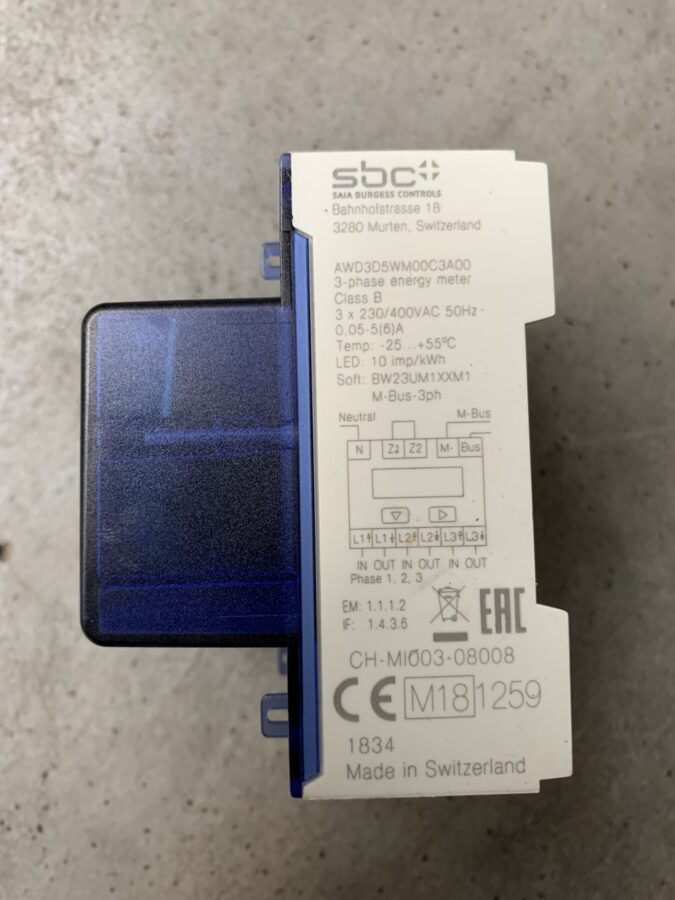 sbc
SAIA BURGESS CONTROLS
Bahnhofstrasse 18
3280 Murten, Switzerland
AWD3D5WM00C3A00
3-phase energy meter
Class B
3 x 230/400VAC 50Hz
0,05-5(6)A
Temp: -25...+55°C
LED: 10 imp/kWh
Soft: BW23UM1XXM1
M-Bus-3ph
Neutral M-Bus
N Z1 Z2 M- Bus
L1 L1 L2 L2 L3 L3
IN OUT IN OUT IN OUT
Phase 1, 2, 3
EM: 1.1.1.2
IF: 1.4.3.6
EAC
CH-MI003-08008
CE M18 1259
1834
Made in Switzerland